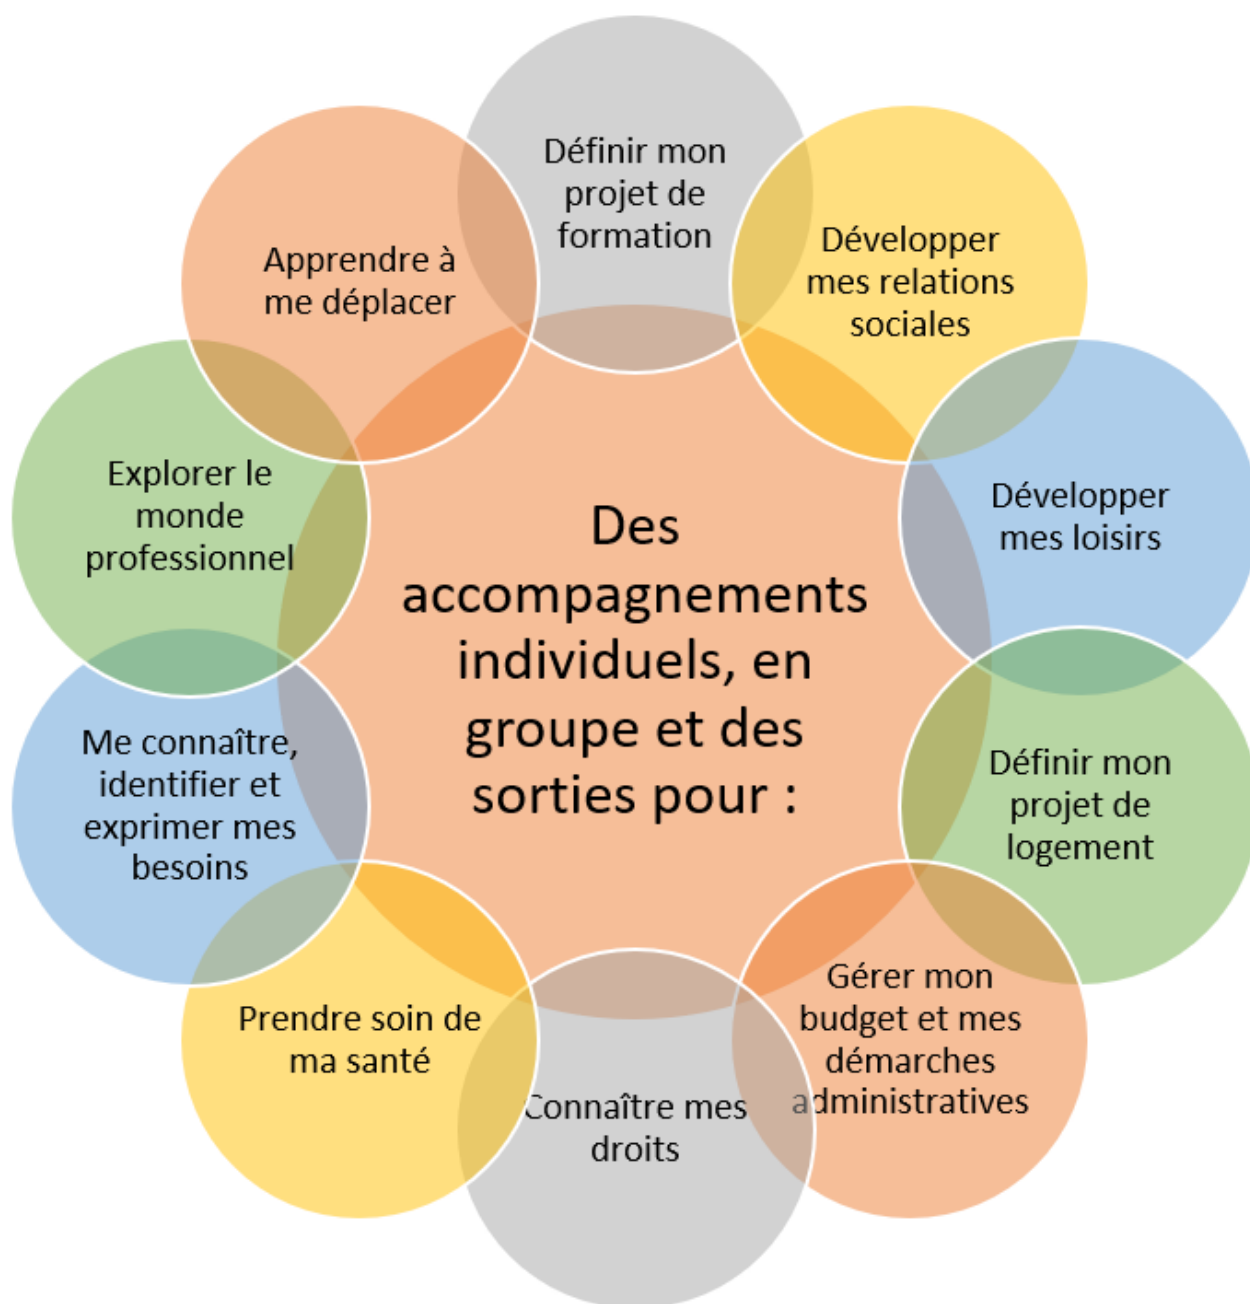 Définir mon
projet de
formation
Développer
mes relations
sociales
Développer
mes loisirs
Définir mon
projet de
logement
Gérer mon
budget et mes
démarches
administratives
Connaître mes
droits
Prendre soin de
ma santé
Me connaître,
identifier et
exprimer mes
besoins
Explorer le
monde
professionnel
Apprendre à
me déplacer
Des
accompagnements
individuels, en
groupe et des
sorties pour :